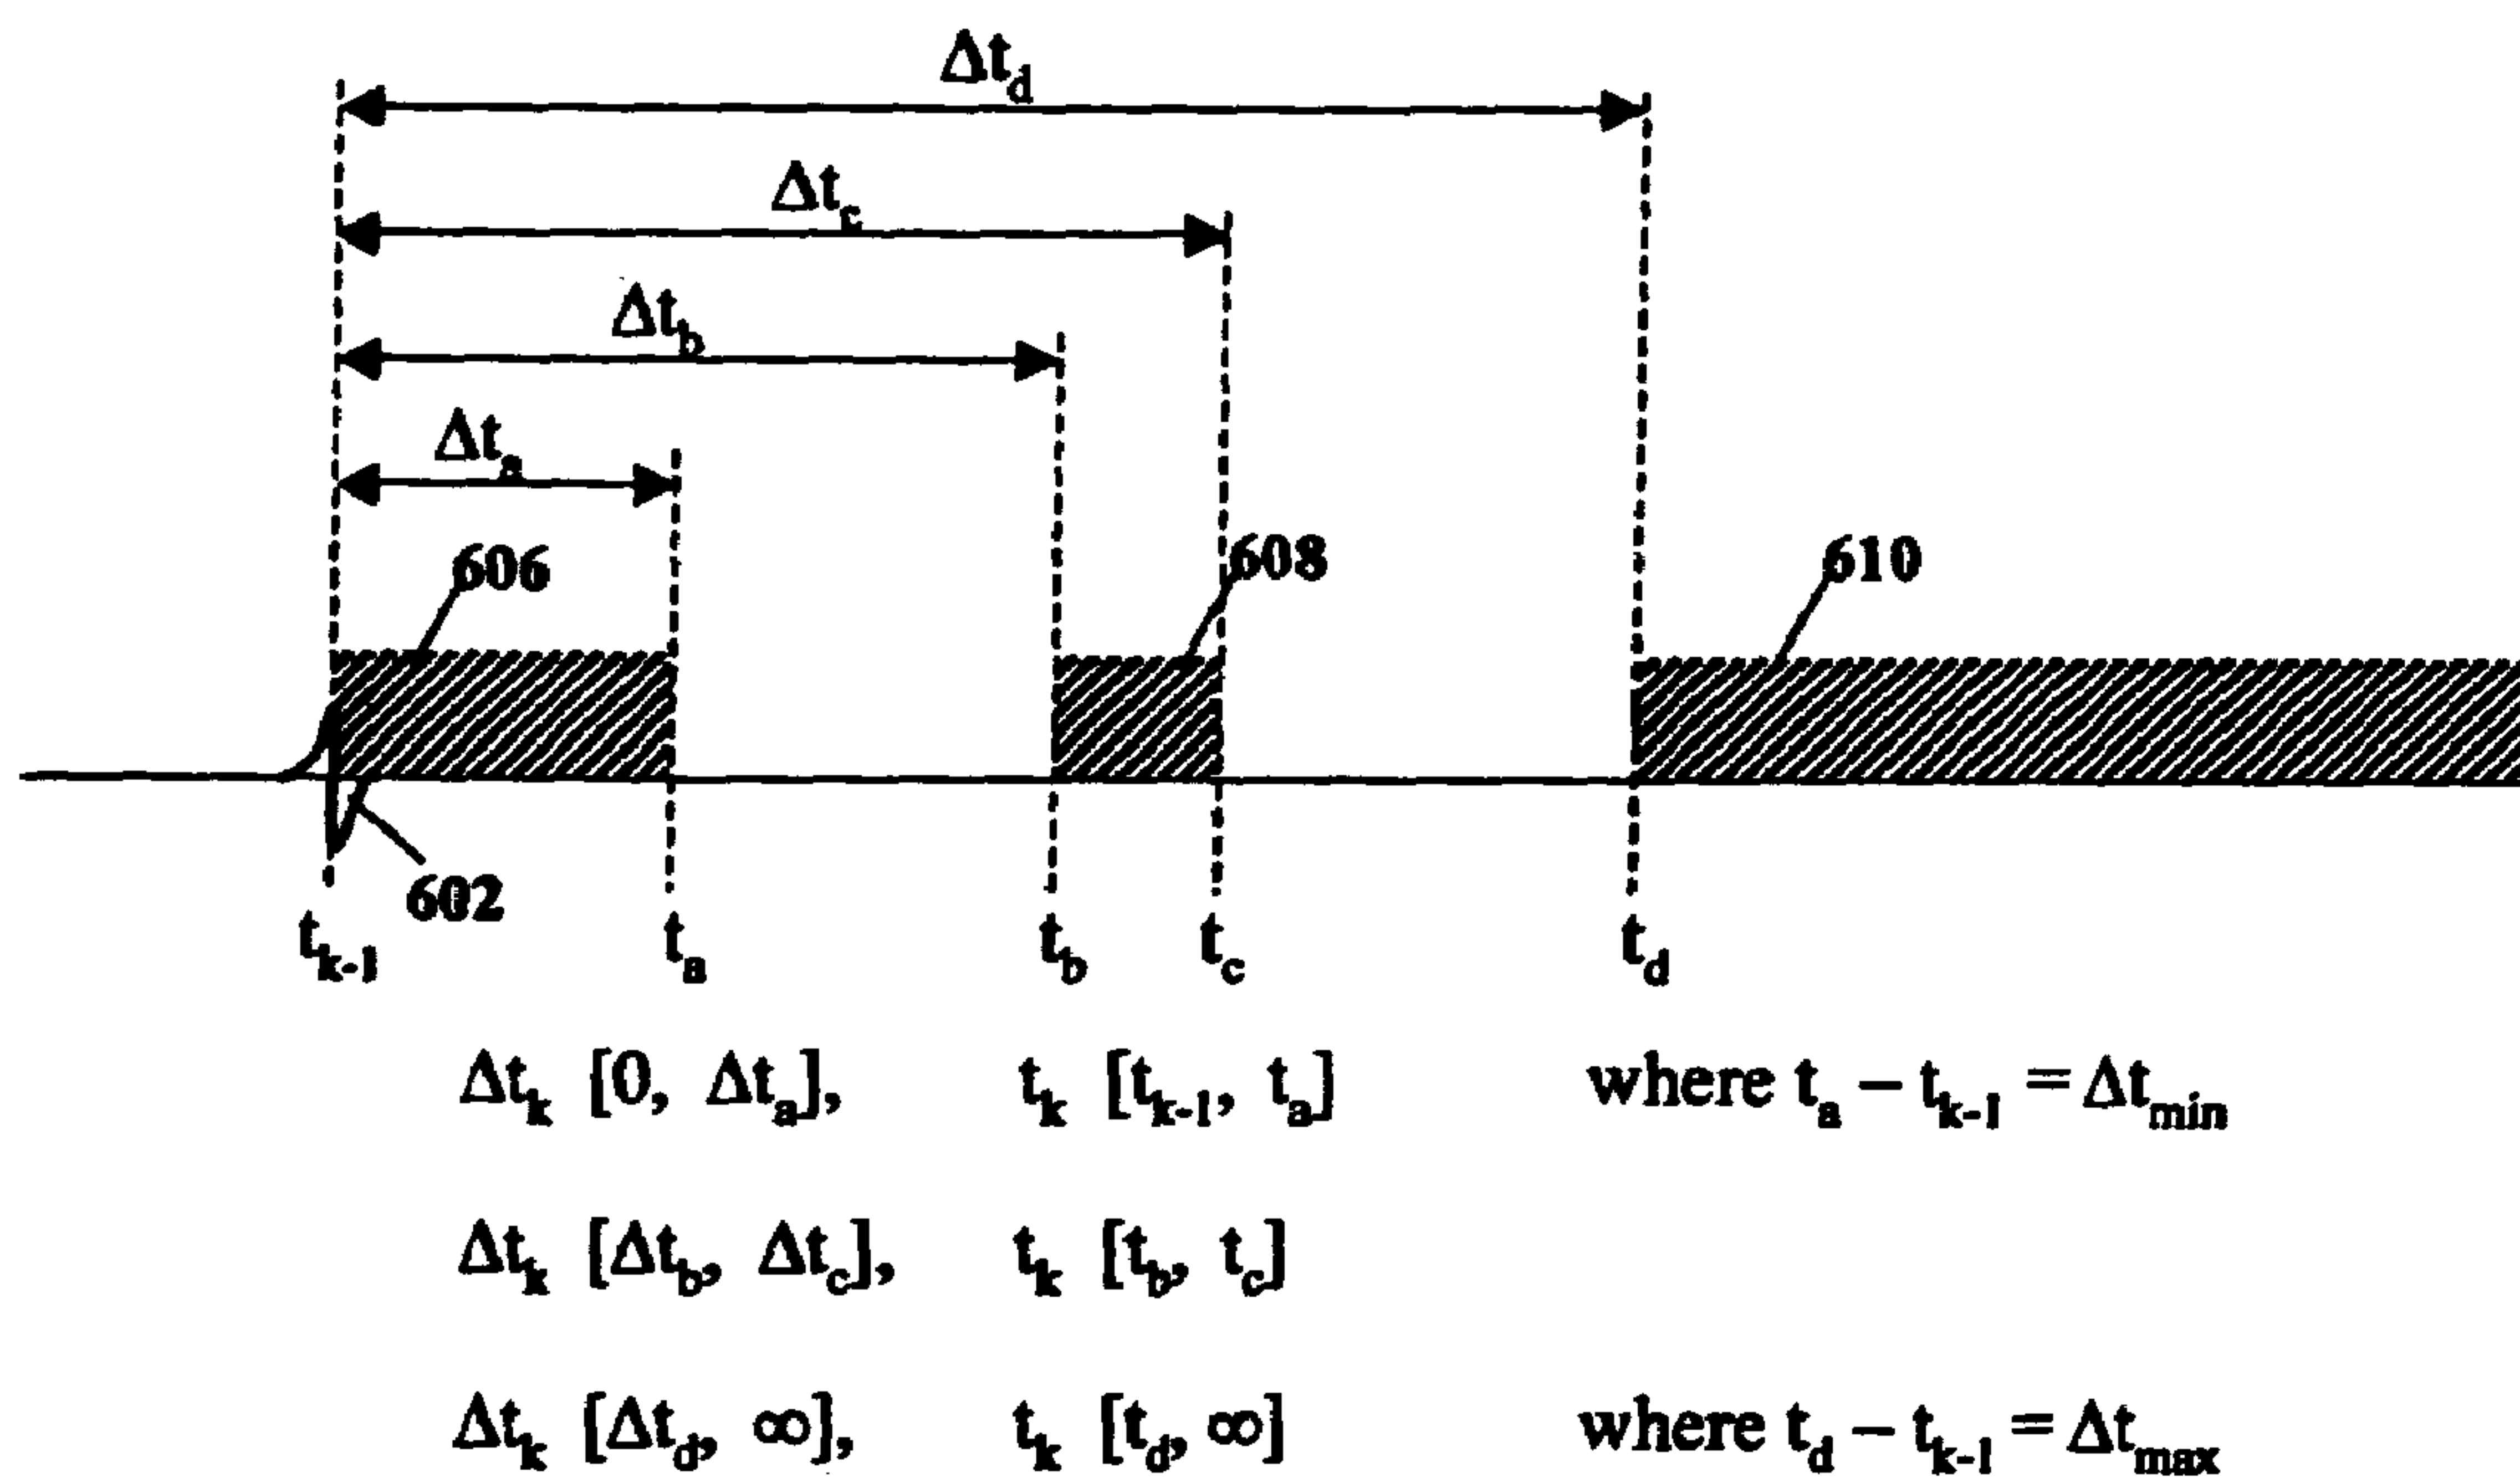 Δt_d
Δt_c
Δt_b
Δt_a
606
608
610
602
t_k-1
t_a
t_b
t_c
t_d
Δt_k [0, Δt_a], t_k [t_k-1, t_a] where t_a – t_k-1 = Δt_min
Δt_k [Δt_b, Δt_c], t_k [t_b, t_c]
Δt_k [Δt_d, ∞], t_k [t_d, ∞] where t_d – t_k-1 = Δt_max